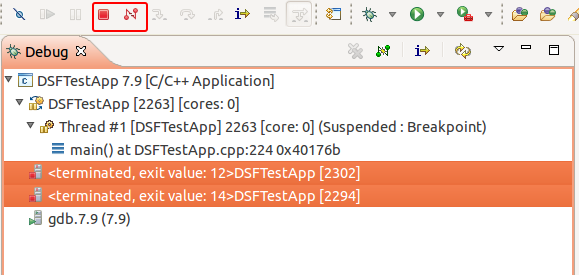 Debug
DSFTestApp 7.9 [C/C++ Application]
DSFTestApp [2263] [cores: 0]
Thread #1 [DSFTestApp] 2263 [core: 0] (Suspended : Breakpoint)
main() at DSFTestApp.cpp:224 0x40176b
<terminated, exit value: 12>DSFTestApp [2302]
<terminated, exit value: 14>DSFTestApp [2294]
gdb.7.9 (7.9)